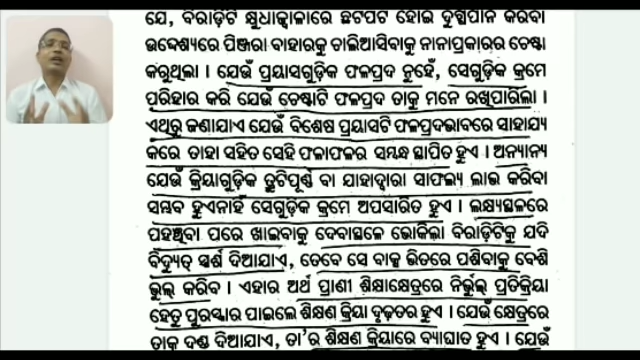 ଯେ, ବିରାଡ଼ିଟି କ୍ଷୁଧାଜ୍ୱାଳାରେ ଛଟପଟ ହୋଇ ଦୁଗ୍ଧପାନ କରିବା
ଉଦ୍ଦେଶ୍ୟରେ ପିଞ୍ଜରା ବାହାରକୁ ଚାଲିଆସିବାକୁ ନାନାପ୍ରକାରର ଚେଷ୍ଟା
କରୁଥିଲା । ଯେଉଁ ପ୍ରୟାସଗୁଡ଼ିକ ଫଳପ୍ରଦ ନୁହେଁ, ସେଗୁଡ଼ିକ କ୍ରମେ
ପରିହାର କରି ଯେଉଁ ଚେଷ୍ଟାଟି ଫଳପ୍ରଦ ତାକୁ ମନେ ରଖିପାରିଲା ।
ଏଥିରୁ ଜଣାଯାଏ ଯେଉଁ ବିଶେଷ ପ୍ରୟାସଟି ଫଳପ୍ରଦଭାବରେ ସାହାଯ୍ୟ
କରେ ତାହା ସହିତ ସେହି ଫଳାଫଳର ସମ୍ବନ୍ଧ ସ୍ଥାପିତ ହୁଏ । ଅନ୍ୟାନ୍ୟ
ଯେଉଁ କ୍ରିୟାଗୁଡ଼ିକ ତ୍ରୁଟିପୂର୍ଣ୍ଣ ବା ଯାହାଦ୍ୱାରା ସାଫଲ୍ୟ ଲାଭ କରିବା
ସମ୍ଭବ ହୁଏନାହିଁ ସେଗୁଡ଼ିକ କ୍ରମେ ଅପସାରିତ ହୁଏ । ଲକ୍ଷ୍ୟସ୍ଥଳରେ
ପହଞ୍ଚିବା ପରେ ଖାଇବାକୁ ଦେବାସ୍ଥଳେ ଭୋକିଲା ବିରାଡ଼ିଟିକୁ ଯଦି
ବିଦ୍ୟୁତ୍ ସ୍ପର୍ଶ ଦିଆଯାଏ, ତେବେ ସେ ବାକ୍ସ ଭିତରେ ପଶିବାକୁ ବେଶି
ଭୁଲ୍ କରିବ । ଏହାର ଅର୍ଥ ପ୍ରାଣୀ ଶିକ୍ଷାକ୍ଷେତ୍ରରେ ନିର୍ଭୁଲ୍ ପ୍ରତିକ୍ରିୟା
ହେତୁ ପୁରସ୍କାର ପାଇଲେ ଶିକ୍ଷଣ କ୍ରିୟା ଦୃଢ଼ତର ହୁଏ । ଯେଉଁ କ୍ଷେତ୍ରରେ
ତାକୁ ଦଣ୍ଡ ଦିଆଯାଏ, ତା'ର ଶିକ୍ଷଣ କ୍ରିୟାରେ ବ୍ୟାଘାତ ହୁଏ । ଯେଉଁ